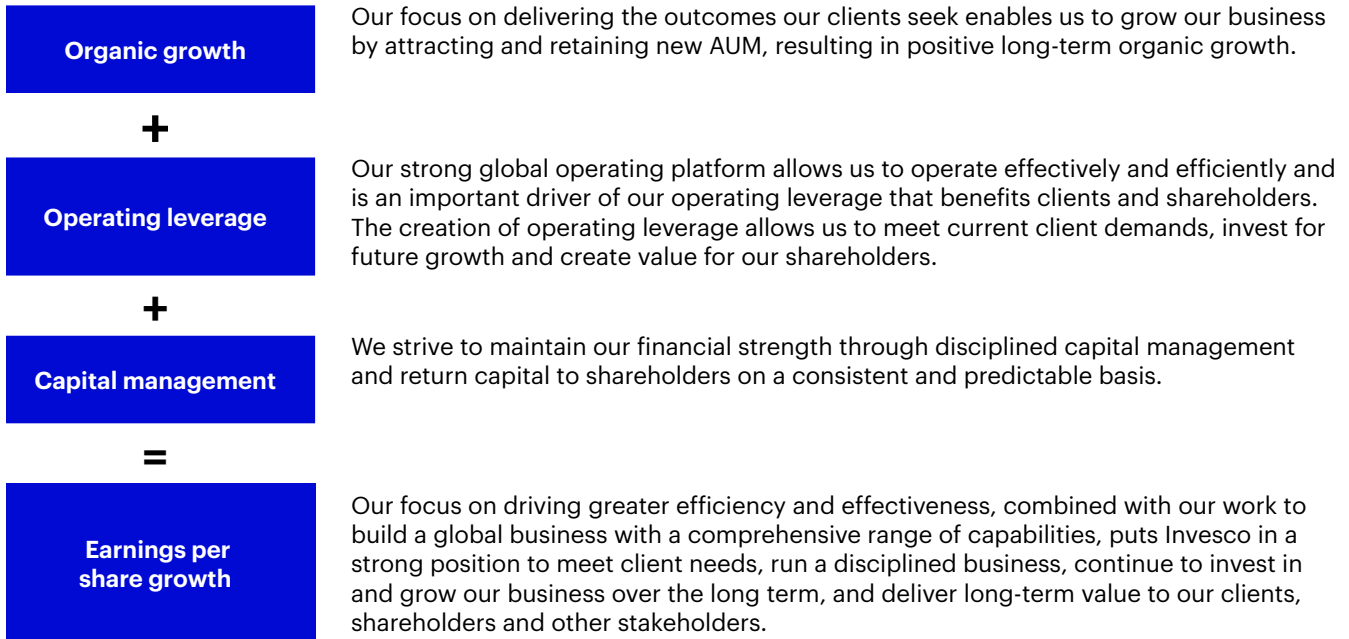 Organic growth
Our focus on delivering the outcomes our clients seek enables us to grow our business
by attracting and retaining new AUM, resulting in positive long-term organic growth.
+
Operating leverage
Our strong global operating platform allows us to operate effectively and efficiently and
is an important driver of our operating leverage that benefits clients and shareholders.
The creation of operating leverage allows us to meet current client demands, invest for
future growth and create value for our shareholders.
+
Capital management
We strive to maintain our financial strength through disciplined capital management
and return capital to shareholders on a consistent and predictable basis.
=
Earnings per
share growth
Our focus on driving greater efficiency and effectiveness, combined with our work to
build a global business with a comprehensive range of capabilities, puts Invesco in a
strong position to meet client needs, run a disciplined business, continue to invest in
and grow our business over the long term, and deliver long-term value to our clients,
shareholders and other stakeholders.